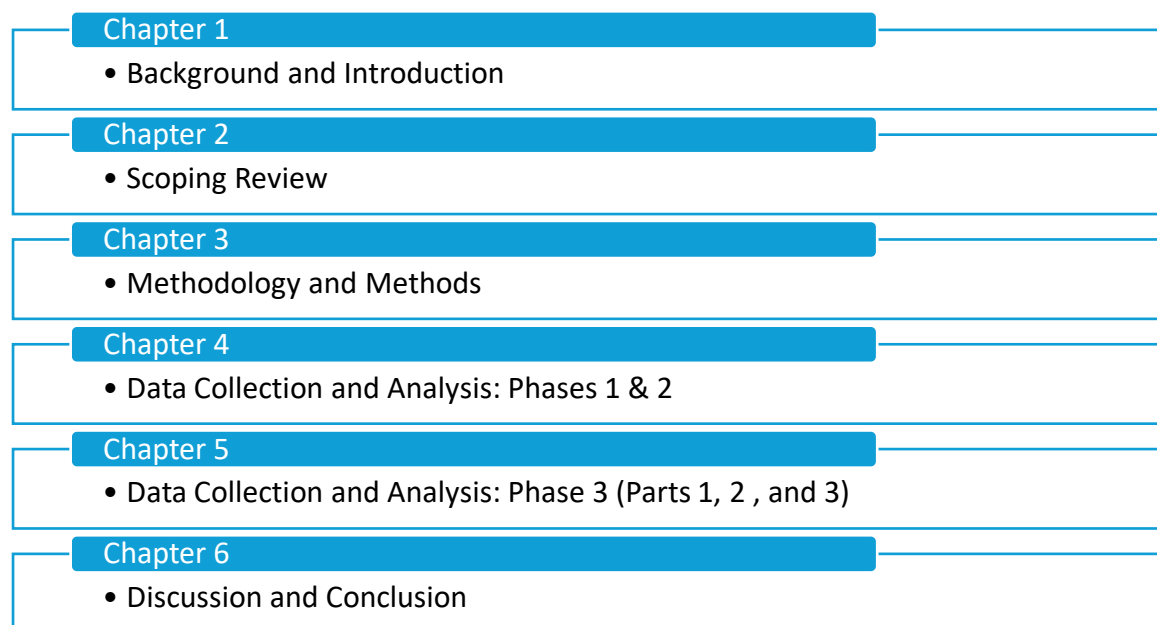 Chapter 1
• Background and Introduction
Chapter 2
• Scoping Review
Chapter 3
• Methodology and Methods
Chapter 4
• Data Collection and Analysis: Phases 1 & 2
Chapter 5
• Data Collection and Analysis: Phase 3 (Parts 1, 2 , and 3)
Chapter 6
• Discussion and Conclusion